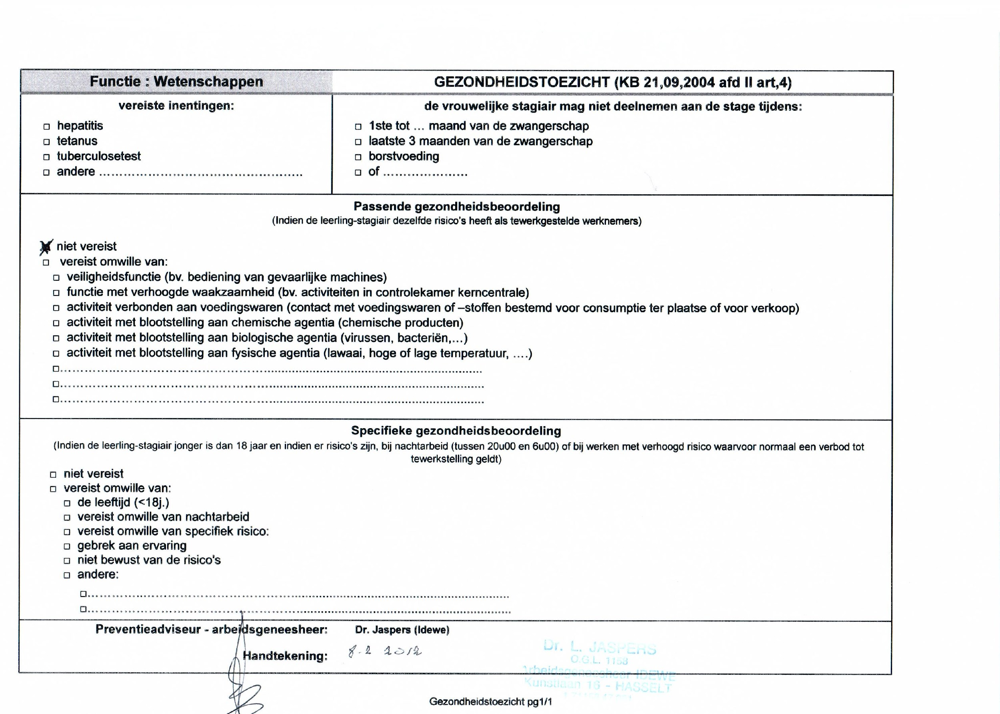 Functie : Wetenschappen
GEZONDHEIDSTOEZICHT (KB 21,09,2004 afd II art,4)
vereiste inentingen:
□ hepatitis
□ tetanus
□ tuberculosetest
□ andere ....................................................
de vrouwelijke stagiair mag niet deelnemen aan de stage tijdens:
□ 1ste tot ... maand van de zwangerschap
□ laatste 3 maanden van de zwangerschap
□ borstvoeding
□ of .....................
Passende gezondheidsbeoordeling
(Indien de leerling-stagiair dezelfde risico's heeft als tewerkgestelde werknemers)
niet vereist
□ vereist omwille van:
□ veiligheidsfunctie (bv. bediening van gevaarlijke machines)
□ functie met verhoogde waakzaamheid (bv. activiteiten in controlekamer kerncentrale)
□ activiteit verbonden aan voedingswaren (contact met voedingswaren of –stoffen bestemd voor consumptie ter plaatse of voor verkoop)
□ activiteit met blootstelling aan chemische agentia (chemische producten)
□ activiteit met blootstelling aan biologische agentia (virussen, bacteriën,...)
□ activiteit met blootstelling aan fysische agentia (lawaai, hoge of lage temperatuur, ....)
□..........................................................................................................
□..........................................................................................................
□..........................................................................................................
Specifieke gezondheidsbeoordeling
(Indien de leerling-stagiair jonger is dan 18 jaar en indien er risico's zijn, bij nachtarbeid (tussen 20u00 en 6u00) of bij werken met verhoogd risico waarvoor normaal een verbod tot
tewerkstelling geldt)
□ niet vereist
□ vereist omwille van:
□ de leeftijd (<18j.)
□ vereist omwille van nachtarbeid
□ vereist omwille van specifiek risico:
□ gebrek aan ervaring
□ niet bewust van de risico's
□ andere:
□..........................................................................................................
□..........................................................................................................
Preventieadviseur - arbeidsgeneesheer: Dr. Jaspers (Idewe)
Handtekening: 8-2 2012
Dr. L. JASPERS
O.G.L. 1158
Arbeidsgeneesheer IDEWE
Kunstlaan 16 - HASSELT
Gezondheidstoezicht pg1/1